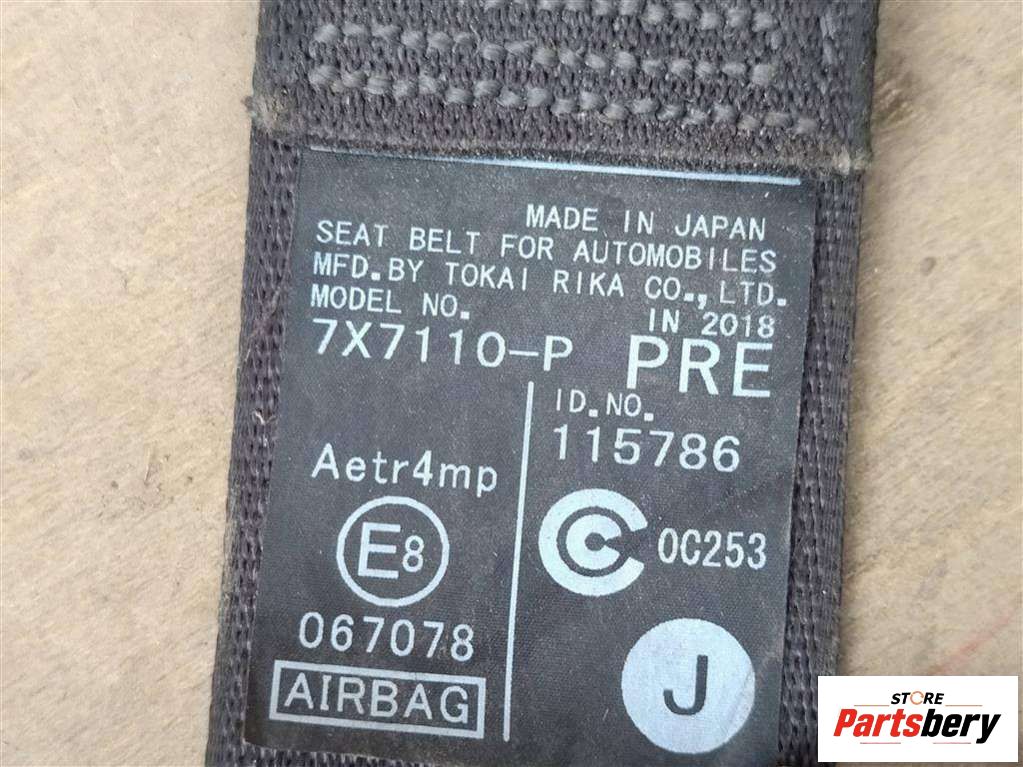 MADE IN JAPAN
SEAT BELT FOR AUTOMOBILES
MFD.BY TOKAI RIKA CO.,LTD.
MODEL NO. IN 2018
7X7110-P PRE
ID.NO.
115786
Aetr4mp
E8
CCC 0C253
067078
AIRBAG
J
STORE
Partsbery